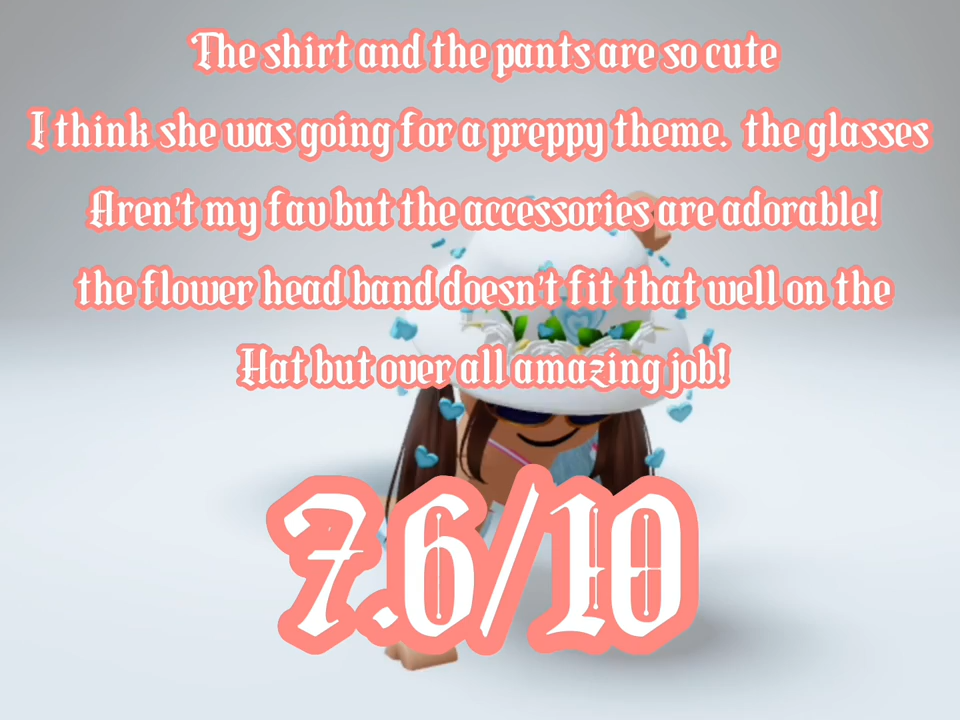 The shirt and the pants are so cute
I think she was going for a preppy theme. the glasses
Aren't my fav but the accessories are adorable!
the flower head band doesn't fit that well on the
Hat but over all amazing job!
7.6/10